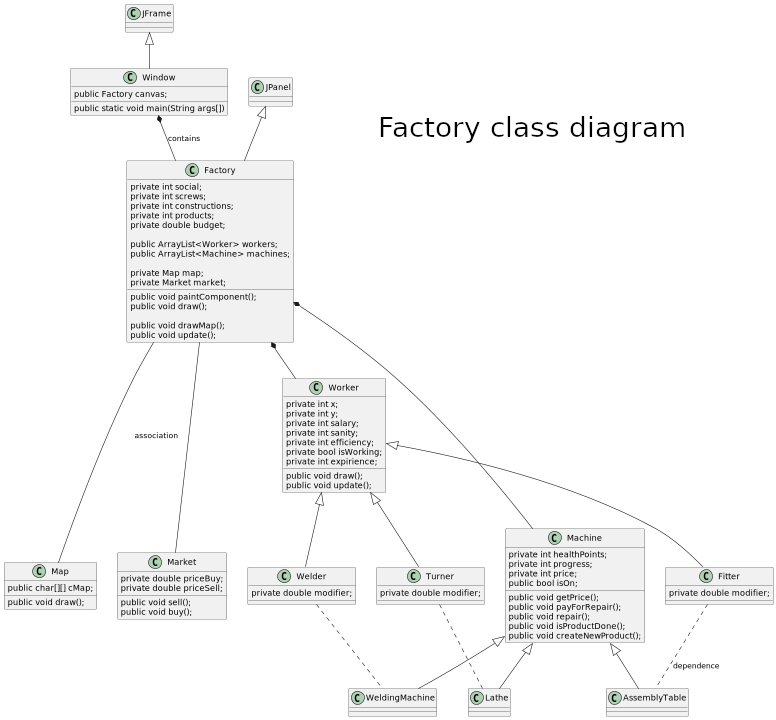 JFrame
Window
public Factory canvas;
public static void main(String args[])
JPanel
Factory class diagram
contains
Factory
private int social;
private int screws;
private int constructions;
private int products;
private double budget;
public ArrayList<Worker> workers;
public ArrayList<Machine> machines;
private Map map;
private Market market;
public void paintComponent();
public void draw();
public void drawMap();
public void update();
Worker
private int x;
private int y;
private int salary;
private int sanity;
private int efficiency;
private bool isWorking;
private int expirience;
public void draw();
public void update();
association
Map
public char[][] cMap;
public void draw();
Market
private double priceBuy;
private double priceSell;
public void sell();
public void buy();
Welder
private double modifier;
Turner
private double modifier;
Machine
private int healthPoints;
private int progress;
private int price;
public bool isOn;
public void getPrice();
public void payForRepair();
public void repair();
public void isProductDone();
public void createNewProduct();
Fitter
private double modifier;
dependence
WeldingMachine
Lathe
AssemblyTable
C
C
C
C
C
C
C
C
C
C
C
C
C
C